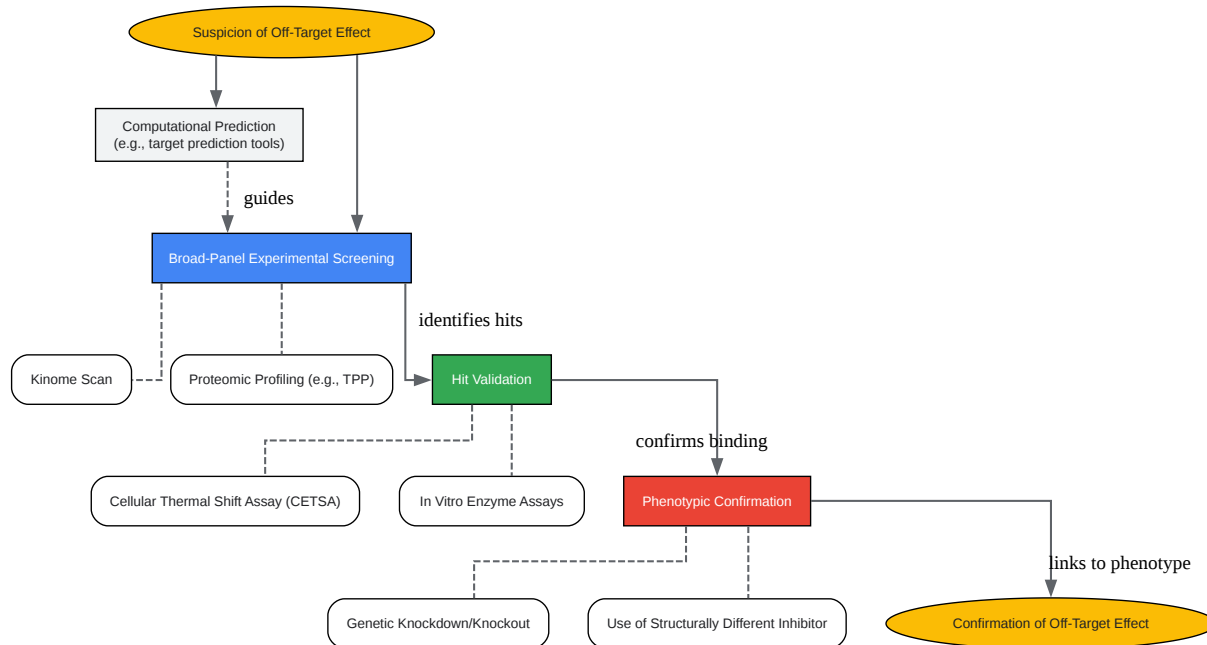 Suspicion of Off-Target Effect
Computational Prediction
(e.g., target prediction tools)
guides
Broad-Panel Experimental Screening
identifies hits
Kinome Scan
Proteomic Profiling (e.g., TPP)
Hit Validation
confirms binding
Cellular Thermal Shift Assay (CETSA)
In Vitro Enzyme Assays
Phenotypic Confirmation
links to phenotype
Genetic Knockdown/Knockout
Use of Structurally Different Inhibitor
Confirmation of Off-Target Effect